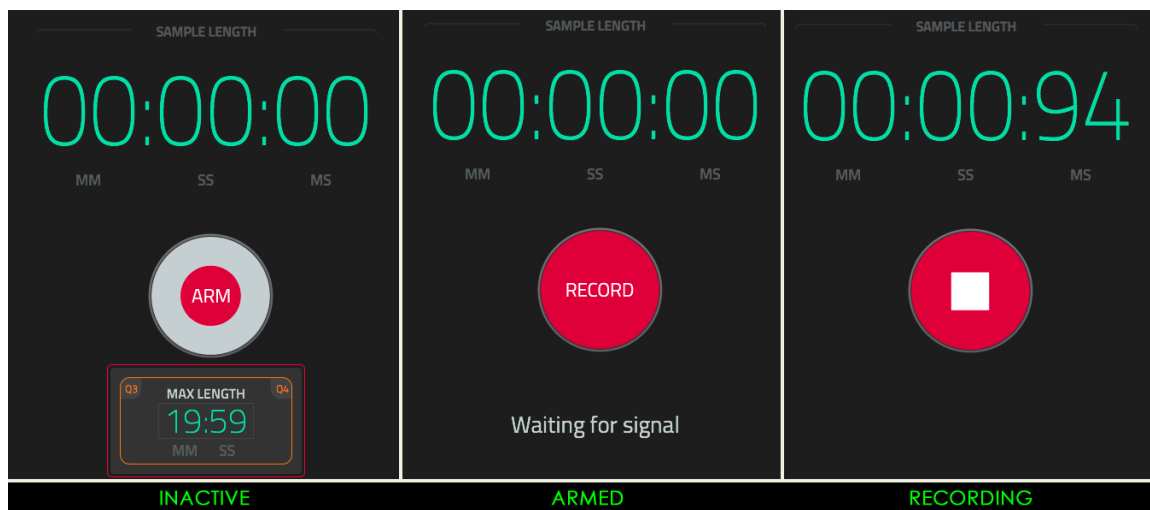 SAMPLE LENGTH
00:00:00
MM SS MS
ARM
Q3 MAX LENGTH Q4
19:59
MM SS
INACTIVE
SAMPLE LENGTH
00:00:00
MM SS MS
RECORD
Waiting for signal
ARMED
SAMPLE LENGTH
00:00:94
MM SS MS
RECORDING